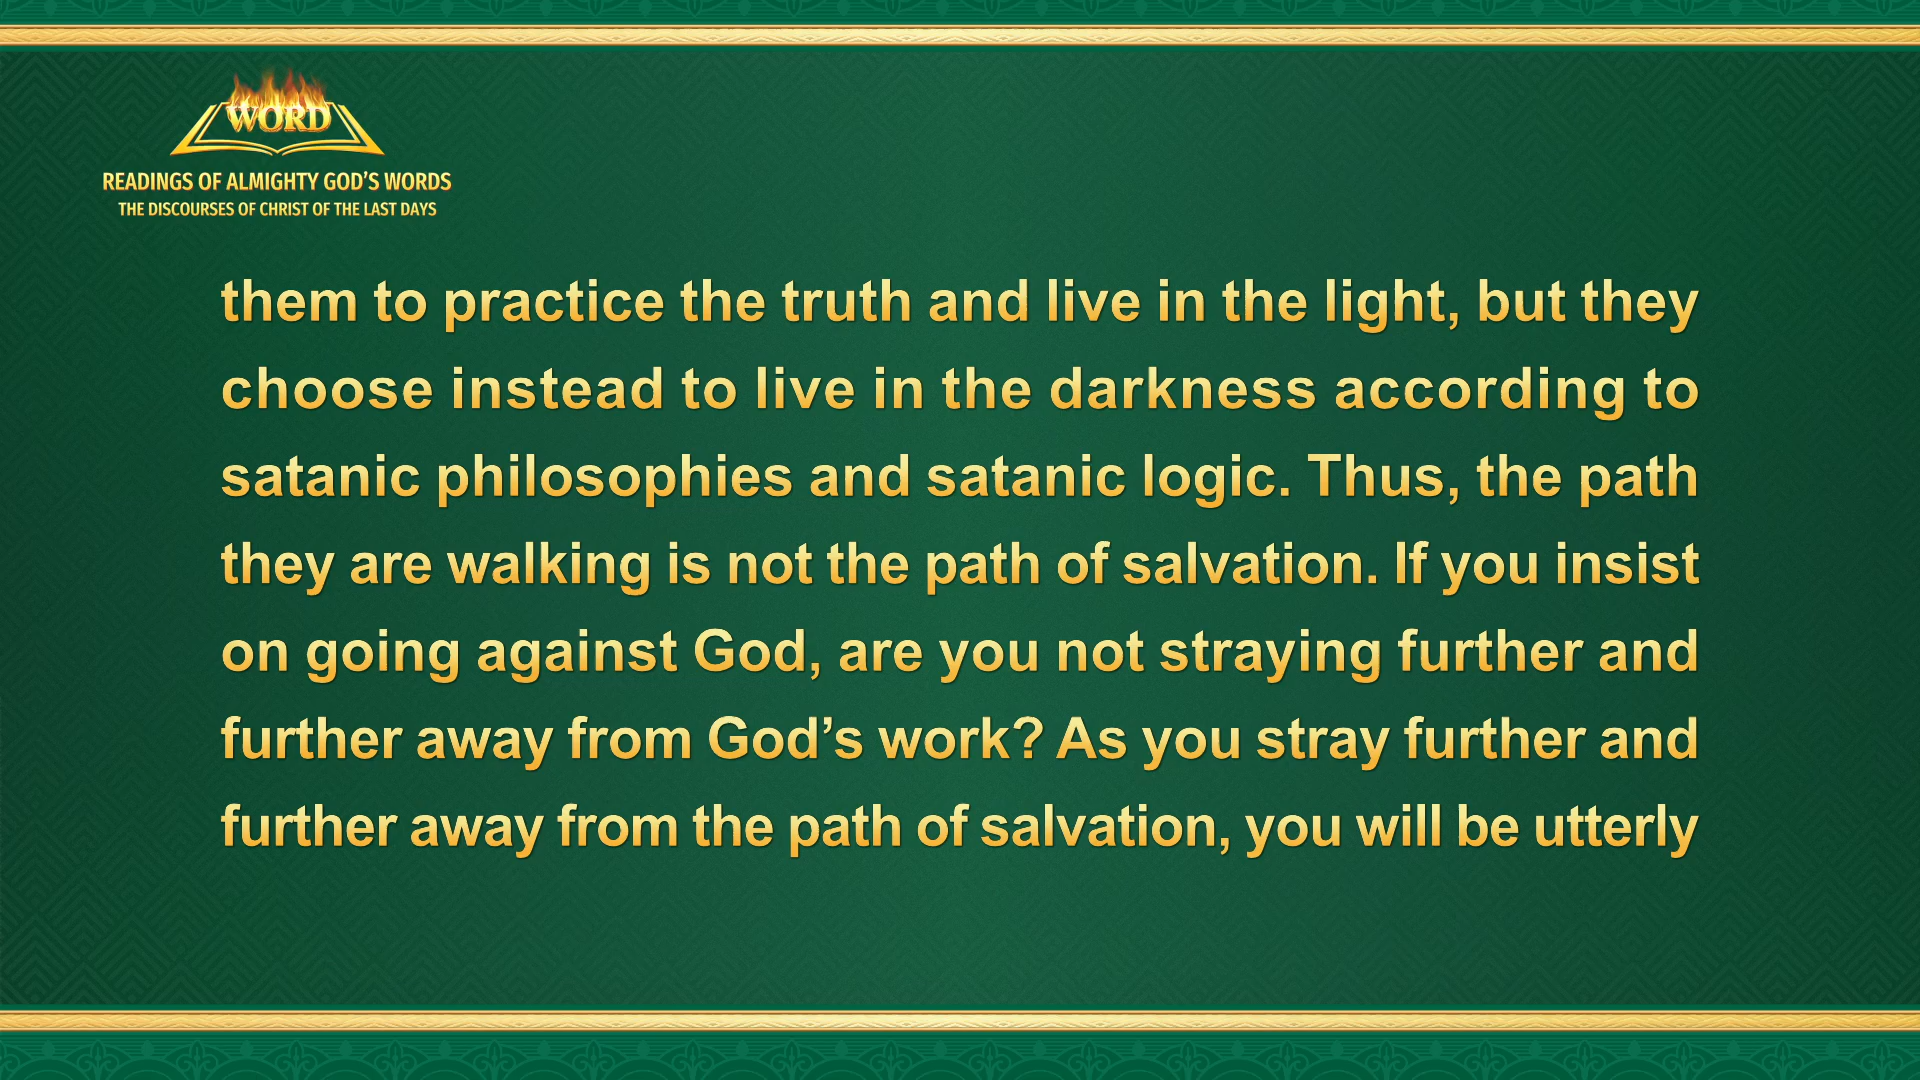 WORD
READINGS OF ALMIGHTY GOD’S WORDS
THE DISCOURSES OF CHRIST OF THE LAST DAYS
them to practice the truth and live in the light, but they
choose instead to live in the darkness according to
satanic philosophies and satanic logic. Thus, the path
they are walking is not the path of salvation. If you insist
on going against God, are you not straying further and
further away from God’s work? As you stray further and
further away from the path of salvation, you will be utterly